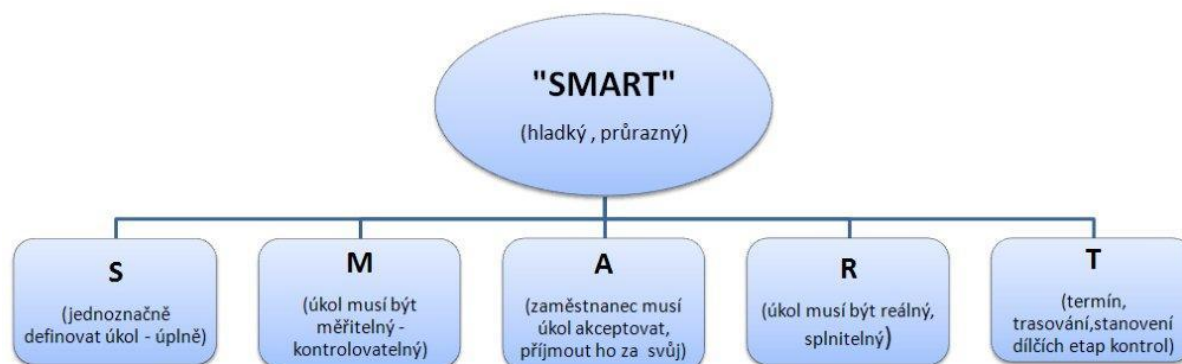 "SMART"
(hladký , průrazný)
S
(jednoznačně
definovat úkol - úplně)
M
(úkol musí být
měřitelný -
kontrolovatelný)
A
(zaměstnanec musí
úkol akceptovat,
příjmout ho za svůj)
R
(úkol musí být reálný,
splnitelný)
T
(termín,
trasování,stanovení
dílčích etap kontrol)